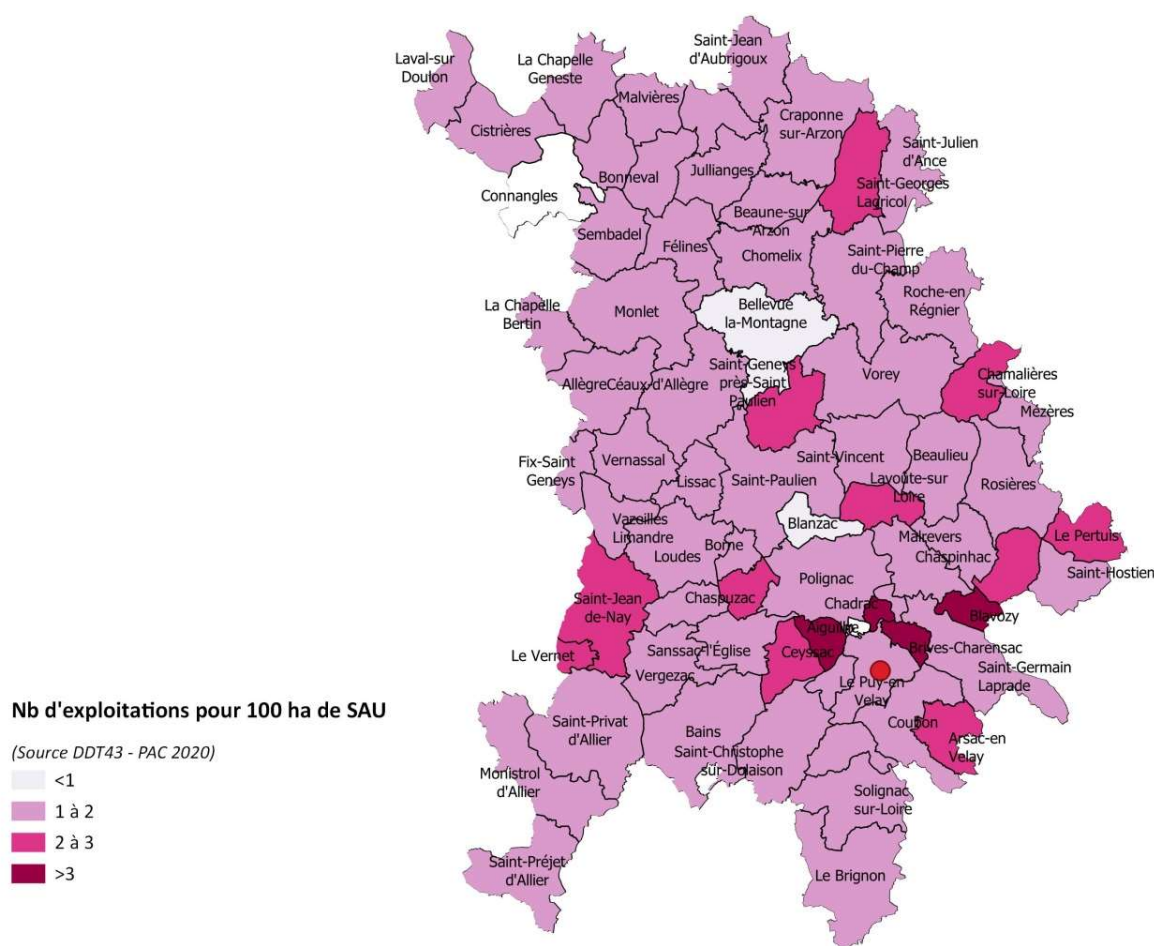 Saint-Jean
d'Aubrigoux
Laval-sur
Doulon
La Chapelle
Geneste
Malvières
Craponne
sur-Arzon
Cistrières
Saint-Julien
d'Ance
Jullianges
Bonneval
Connangles
Saint-Georges
Lagricol
Beaune-sur
Arzon
Sembadel
Félines
Chomelix
Saint-Pierre
du-Champ
Roche-en
Régnier
La Chapelle
Bertin
Monlet
Bellevue
la-Montagne
Saint-Geneys
près-Saint
Paulien
Vorey
Chamalières
sur-Loire
Allègre
Céaux-d'Allègre
Mézères
Fix-Saint
Geneys
Vernassal
Lissac
Saint-Paulien
Saint-Vincent
Beaulieu
Lavoûte-sur
Loire
Rosières
Vazeilles
Limandre
Blanzac
Loudes
Borne
Malrevers
Chaspinhac
Le Pertuis
Saint-Hostien
Polignac
Saint-Jean
de-Nay
Chaspuzac
Chadrac
Blavozy
Aiguilhe
Ceyssac
Brives-Charensac
Le Vernet
Sanssac-l'Église
Vergezac
Saint-Germain
Laprade
Le Puy-en
Velay
Saint-Privat
d'Allier
Bains
Coubon
Arsac-en
Velay
Saint-Christophe
sur-Dolaison
Monistrol
d'Allier
Solignac
sur-Loire
Saint-Préjet
d'Allier
Le Brignon
Nb d'exploitations pour 100 ha de SAU
(Source DDT43 - PAC 2020)
<1
1 à 2
2 à 3
>3